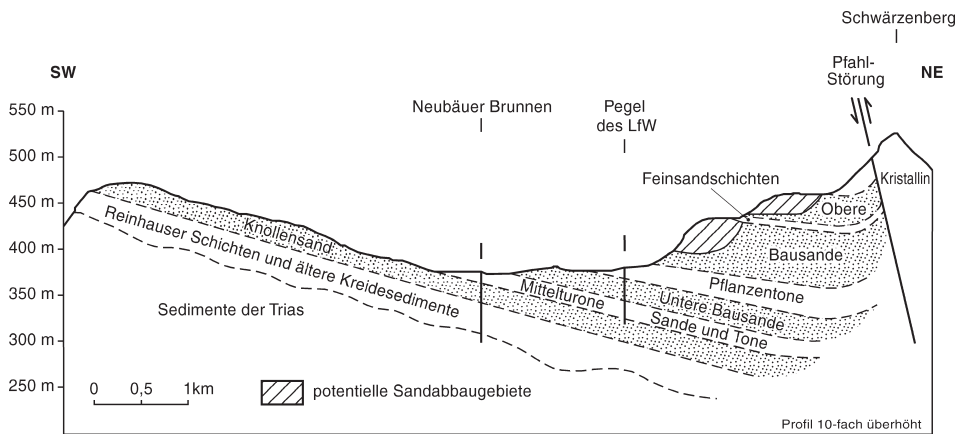 Schwärzenberg
SW
Pfahl-
Störung
NE
550 m
500 m
450 m
400 m
350 m
300 m
250 m
Neubäuer Brunnen
Pegel
des LfW
Feinsandschichten
Kristallin
Obere
Bausande
Knollensand
Reinhauser Schichten und ältere Kreidesedimente
Pflanzentone
Mittelturone
Untere Bausande
Sande und Tone
Sedimente der Trias
0 0,5 1km
potentielle Sandabbaugebiete
Profil 10-fach überhöht